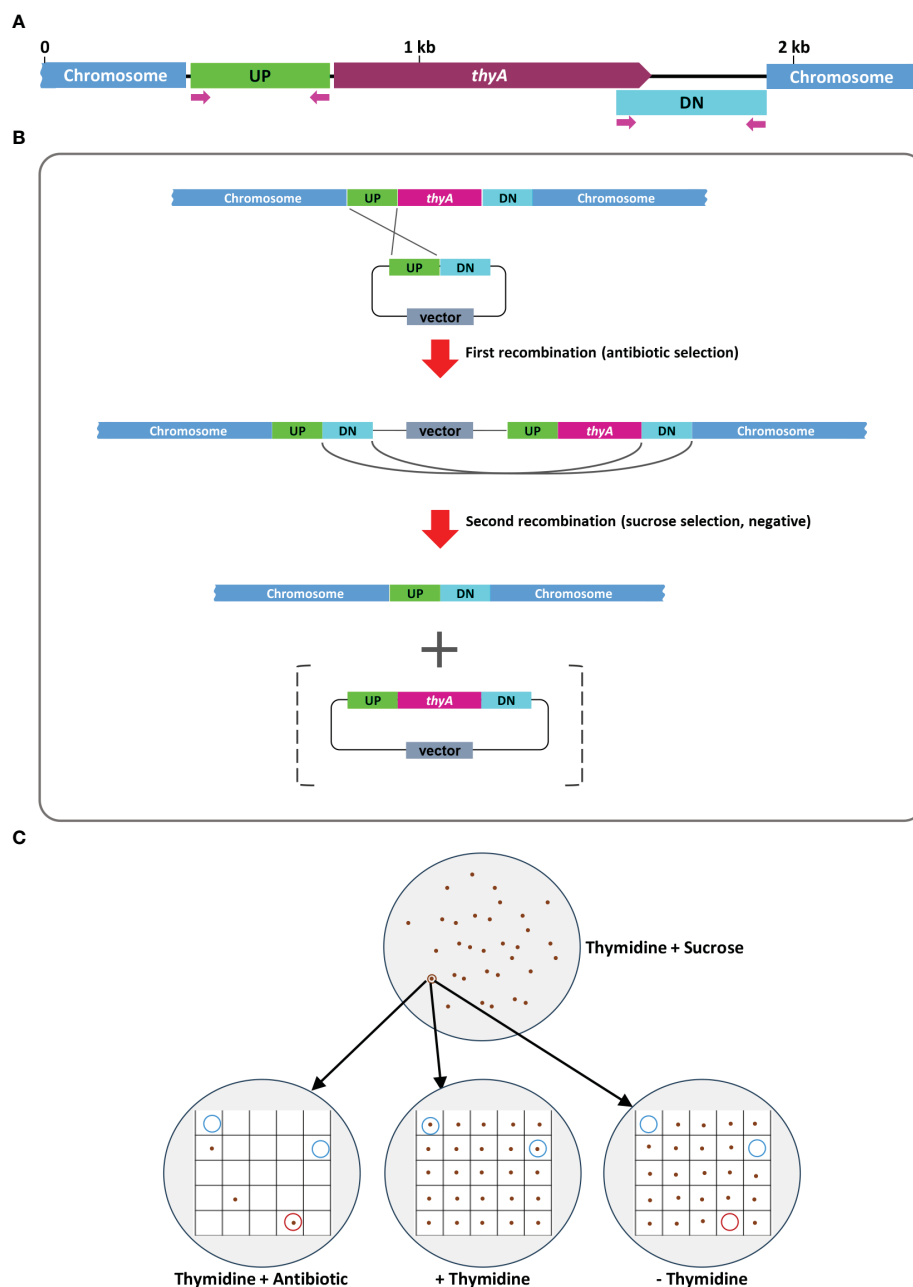 A
0 1 kb 2 kb
Chromosome UP thyA Chromosome
DN
B
Chromosome UP thyA DN Chromosome
UP DN
vector
First recombination (antibiotic selection)
Chromosome UP DN vector UP thyA DN Chromosome
Second recombination (sucrose selection, negative)
Chromosome UP DN Chromosome
+
UP thyA DN
vector
C
Thymidine + Sucrose
Thymidine + Antibiotic + Thymidine - Thymidine